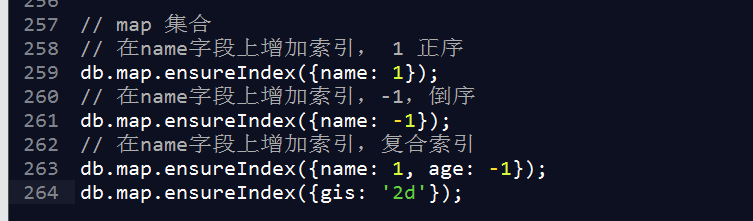 257 // map 集合
258 // 在name字段上增加索引, 1 正序
259 db.map.ensureIndex({name: 1});
260 // 在name字段上增加索引,-1,倒序
261 db.map.ensureIndex({name: -1});
262 // 在name字段上增加索引,复合索引
263 db.map.ensureIndex({name: 1, age: -1});
264 db.map.ensureIndex({gis: '2d'});